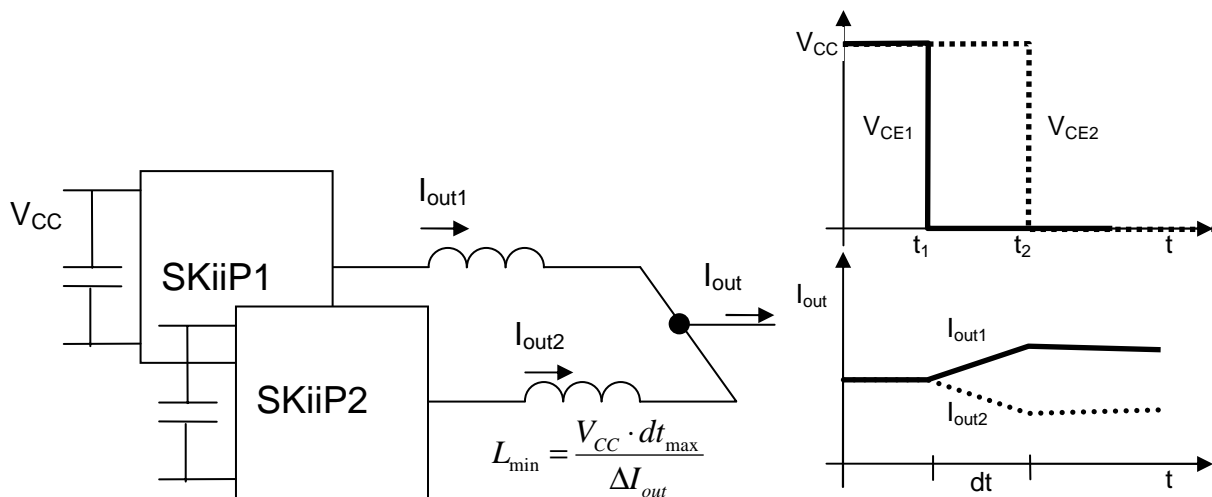 V_CC
SKiiP1
SKiiP2
I_out1
I_out2
I_out
L_min = V_CC · dt_max / ΔI_out
V_CC
V_CE1
V_CE2
t_1
t_2
t
I_out
I_out1
I_out2
dt
t